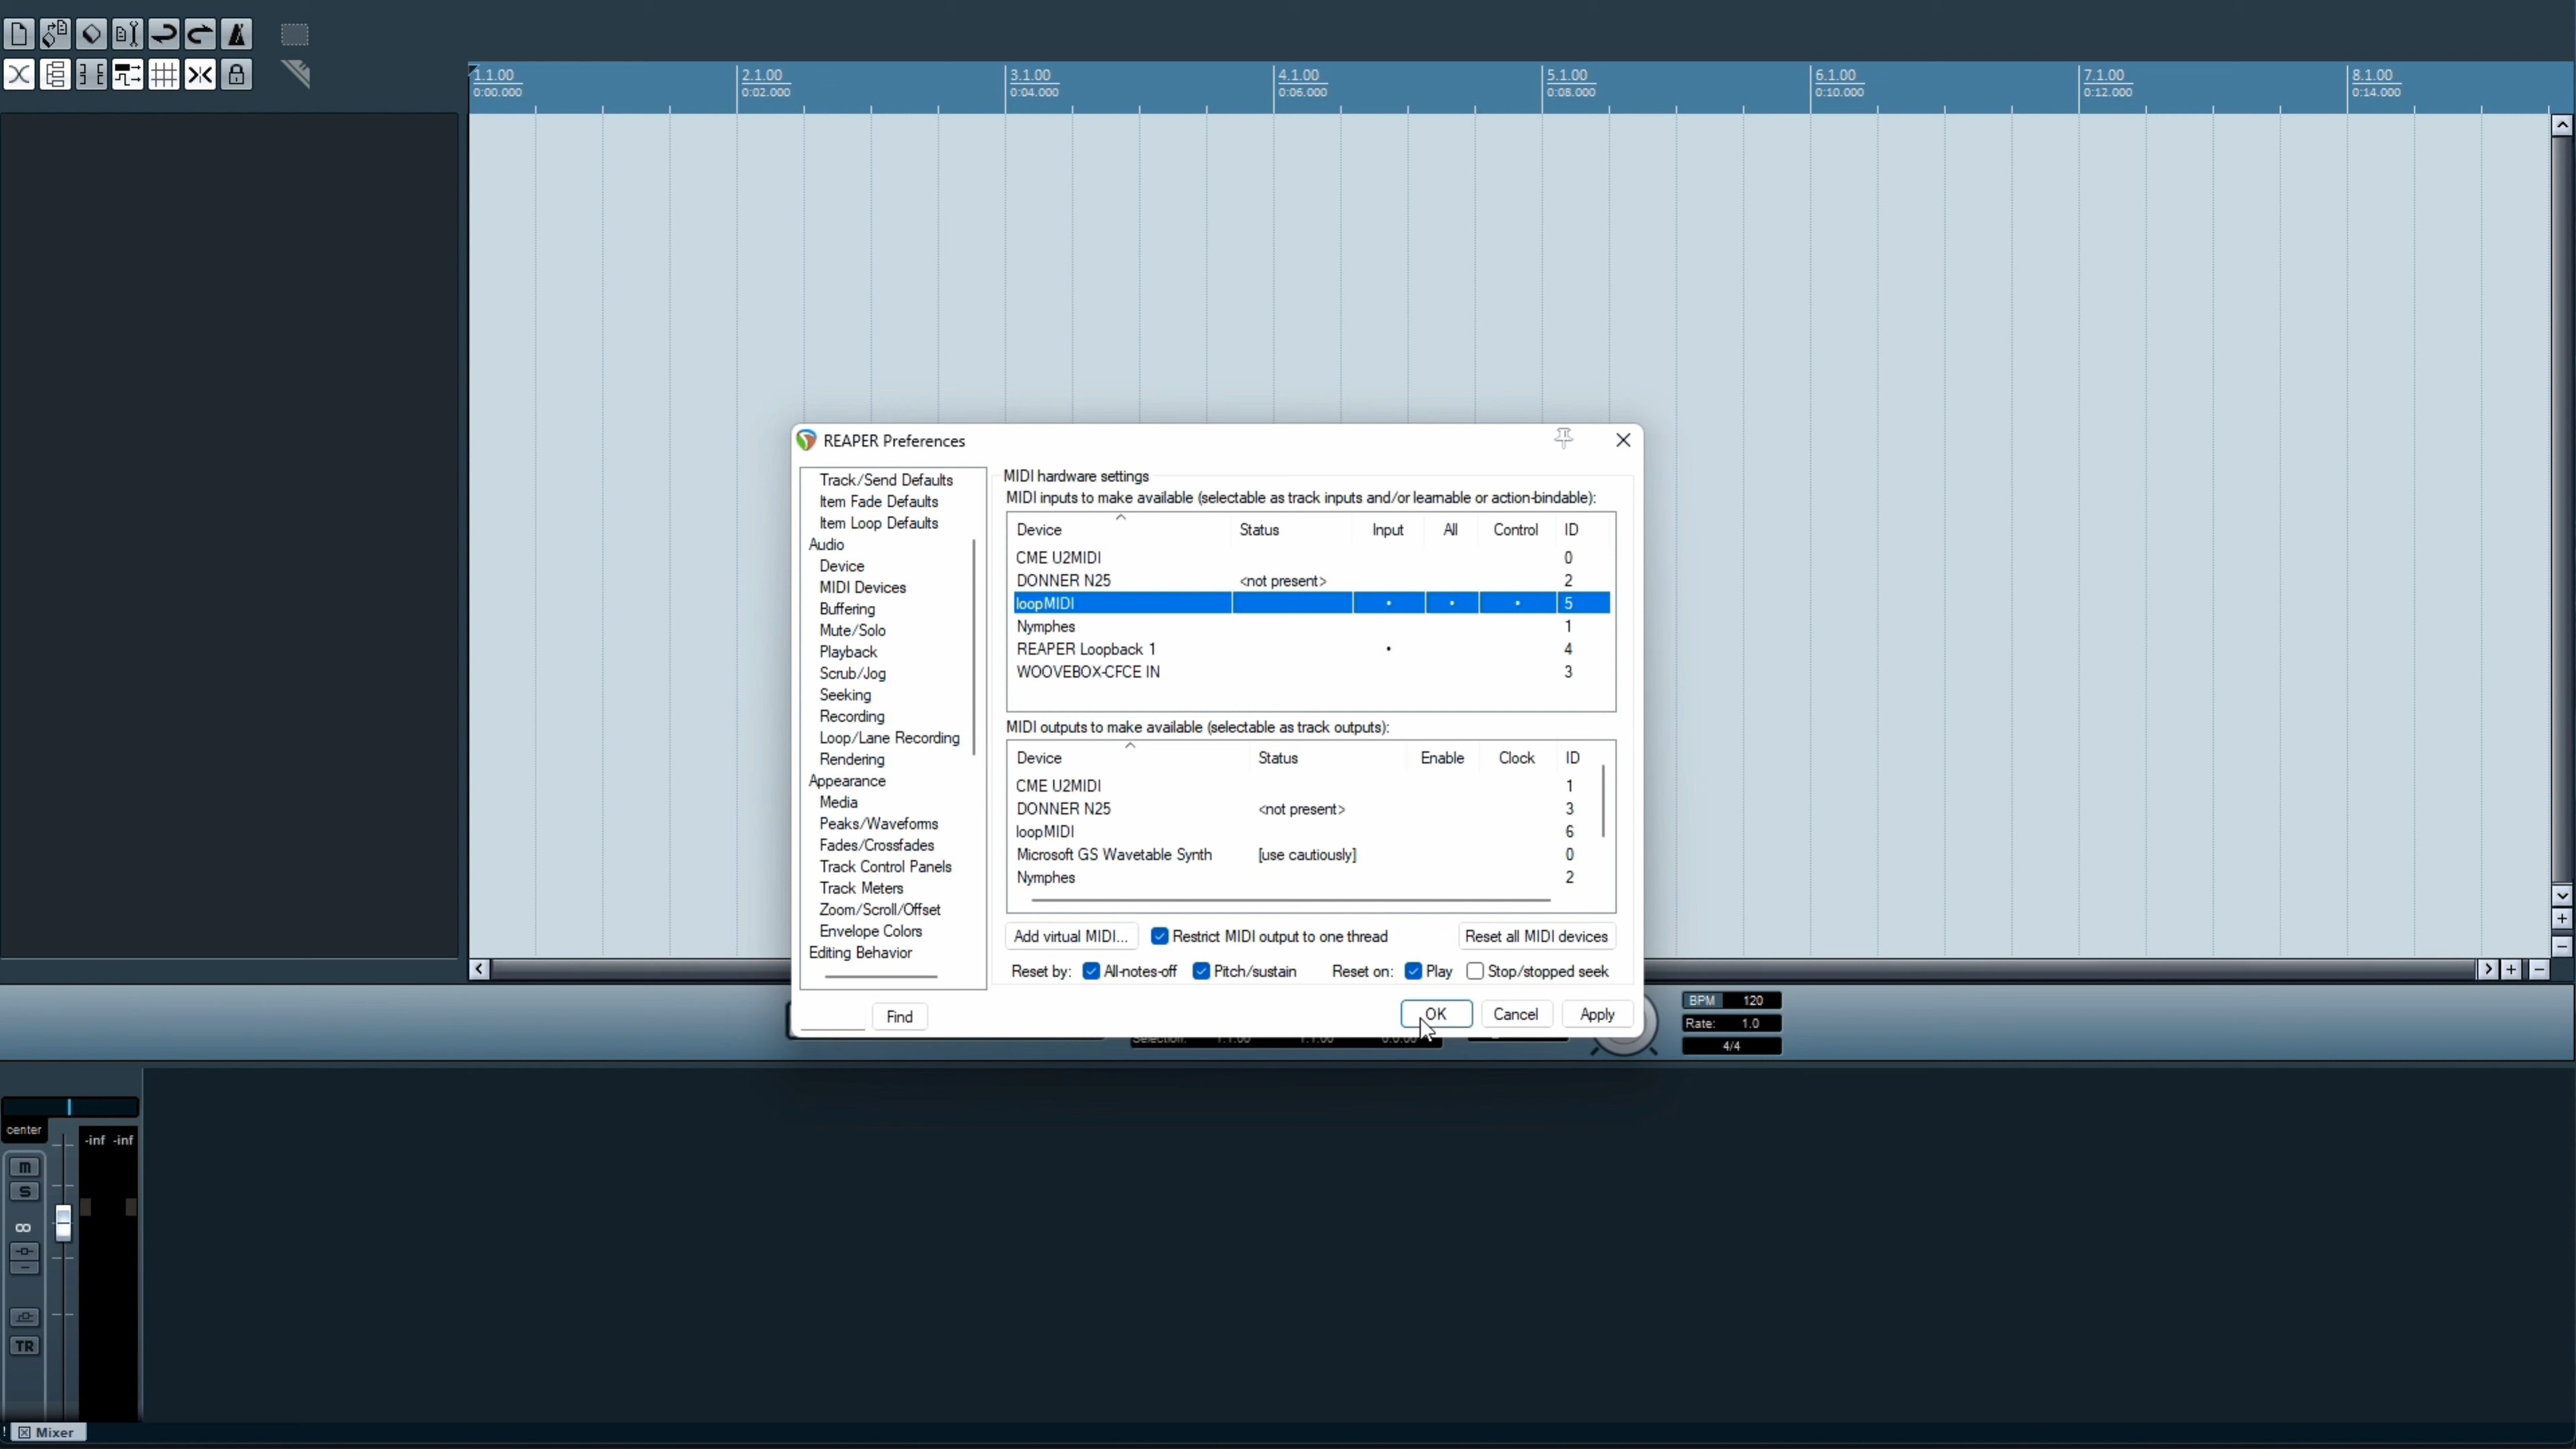 1.1.00 2.1.00 3.1.00 4.1.00 5.1.00 6.1.00 7.1.00 8.1.00
0:00.000 0:02.000 0:04.000 0:06.000 0:08.000 0:10.000 0:12.000 0:14.000
REAPER Preferences
Track/Send Defaults
Item Fade Defaults
Item Loop Defaults
Audio
Device
MIDI Devices
Buffering
Mute/Solo
Playback
Scrub/Jog
Seeking
Recording
Loop/Lane Recording
Rendering
Appearance
Media
Peaks/Waveforms
Fades/Crossfades
Track Control Panels
Track Meters
Zoom/Scroll/Offset
Envelope Colors
Editing Behavior
Find
MIDI hardware settings
MIDI inputs to make available (selectable as track inputs and/or learnable or action-bindable):
Device Status Input All Control ID
CME U2MIDI 0
DONNER N25 <not present> 2
loopMIDI • • • 5
Nymphes 1
REAPER Loopback 1 • 4
WOOVEBOX-CFCE IN 3
MIDI outputs to make available (selectable as track outputs):
Device Status Enable Clock ID
CME U2MIDI 1
DONNER N25 <not present> 3
loopMIDI 6
Microsoft GS Wavetable Synth [use cautiously] 0
Nymphes 2
Add virtual MIDI... Restrict MIDI output to one thread Reset all MIDI devices
Reset by: All-notes-off Pitch/sustain Reset on: Play Stop/stopped seek
OK Cancel Apply
Selection: 1.1.00 1.1.00 0.0.00
BPM 120
Rate: 1.0
4/4
center
-inf -inf
m
S
TR
! Mixer